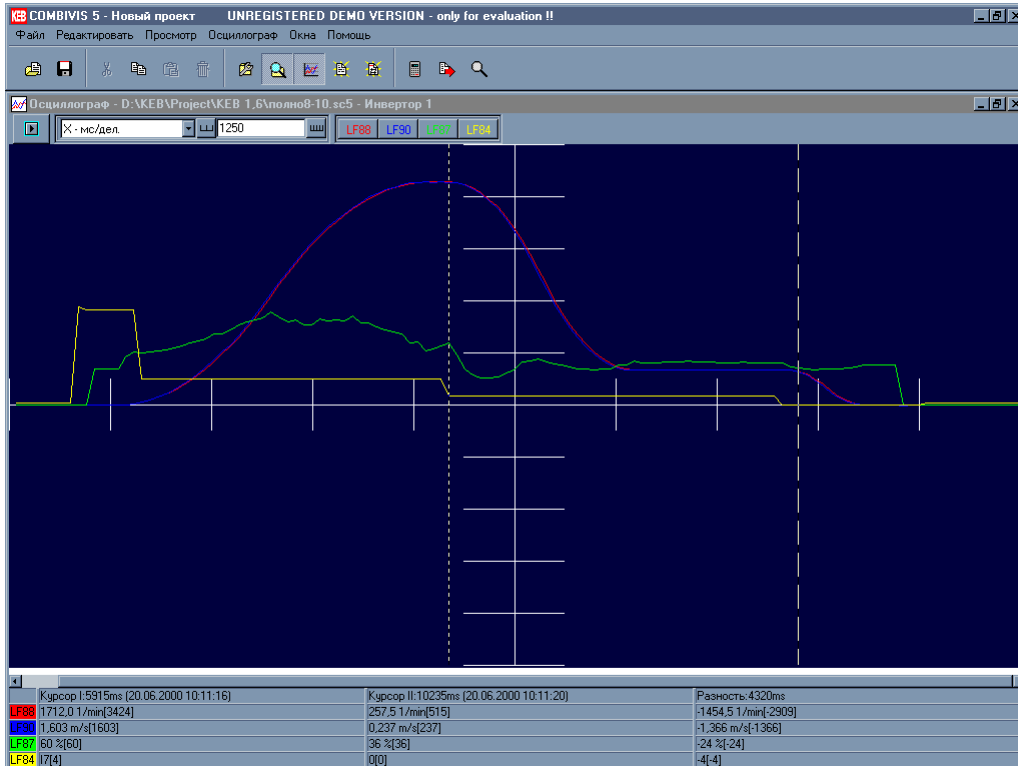 KEB COMBIVIS 5 - Новый проект UNREGISTERED DEMO VERSION - only for evaluation !!
Файл Редактировать Просмотр Осциллограф Окна Помощь
Осциллограф - D:\KEB\Project\KEB 1,6\полно8-10.sc5 - Инвертор 1
X - мс/дел. 1250 LF88 LF90 LF87 LF84
Курсор I:5915ms (20.06.2000 10:11:16) Курсор II:10235ms (20.06.2000 10:11:20) Разность:4320ms
LF88 1712,0 1/min[3424] 257,5 1/min[515] -1454,5 1/min[-2909]
LF90 1,603 m/s[1603] 0,237 m/s[237] -1,366 m/s[-1366]
LF87 60 %[60] 36 %[36] -24 %[-24]
LF84 I7[4] 0[0] -4[-4]